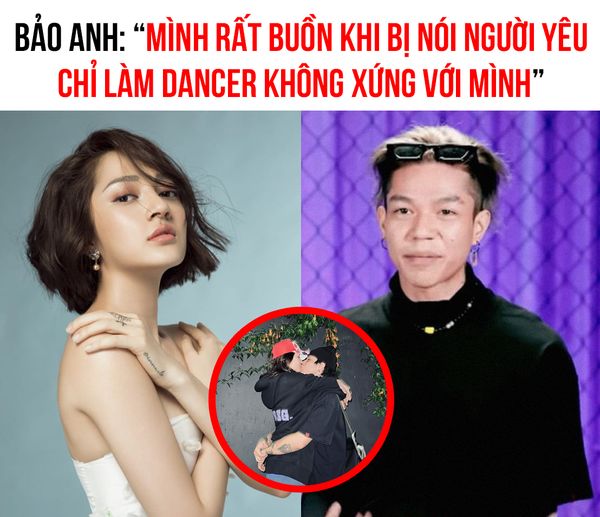 BẢO ANH: “MÌNH RẤT BUỒN KHI BỊ NÓI NGƯỜI YÊU
CHỈ LÀM DANCER KHÔNG XỨNG VỚI MÌNH”